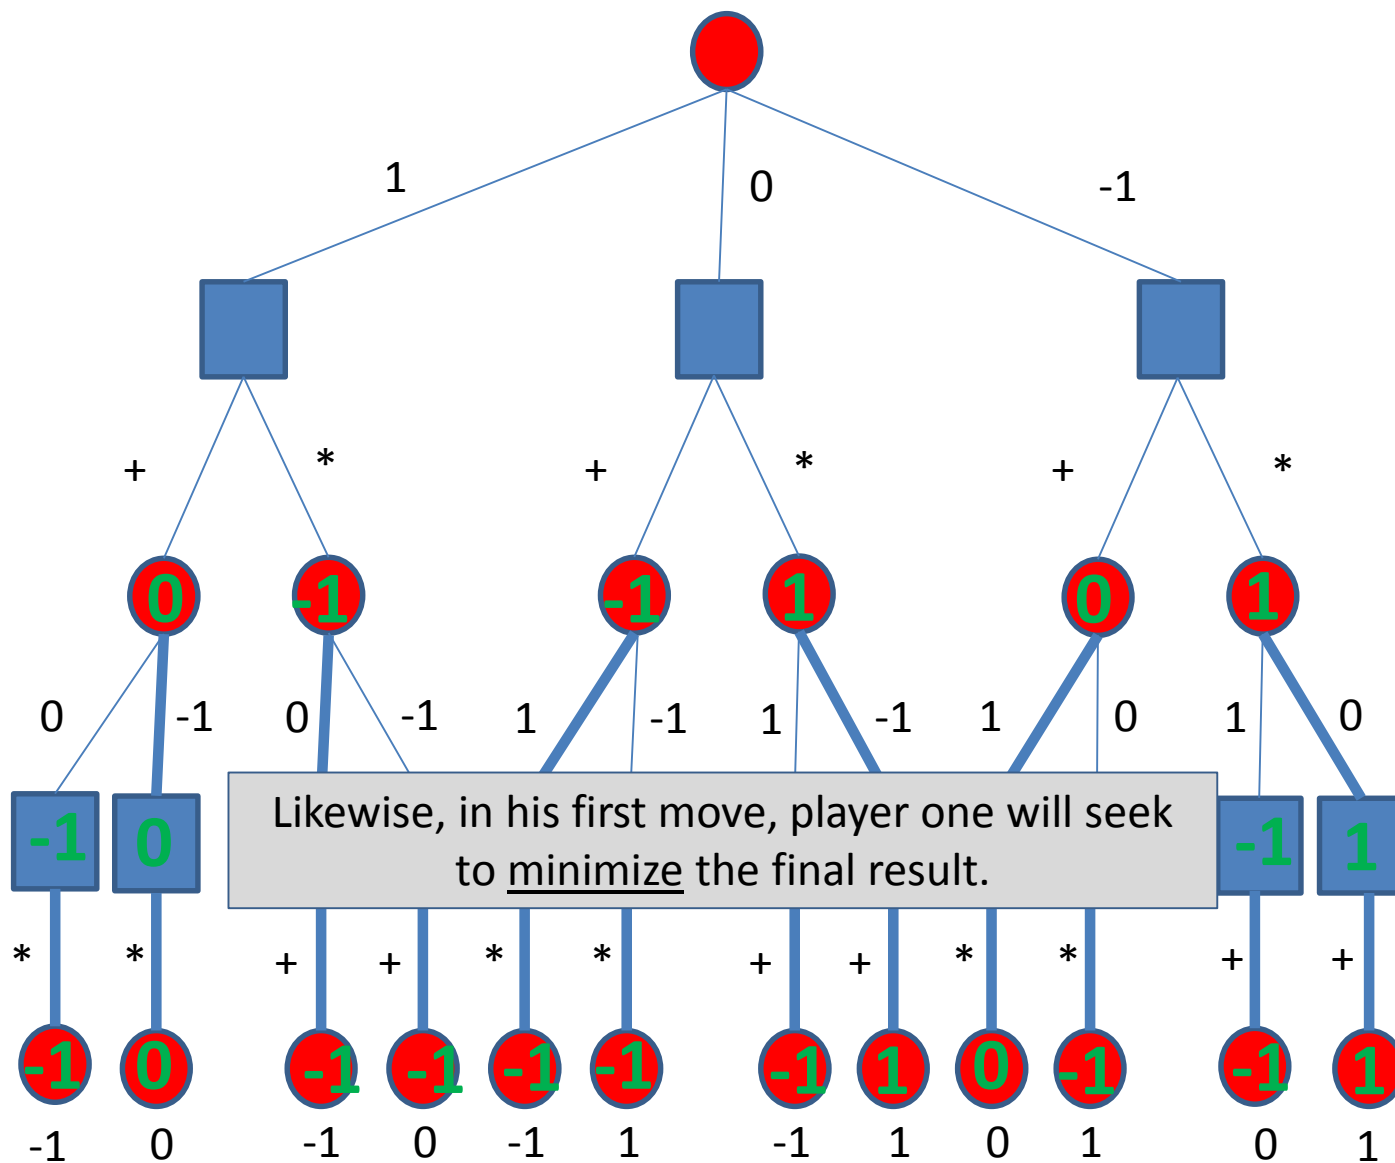 1 0 -1
+ * + * + *
0 -1 -1 1 0 1
0 -1 0 -1 1 -1 1 -1 1 0 1 0
-1 0 -1 1
Likewise, in his first move, player one will seek
to minimize the final result.
* * + + * * + + * * + +
-1 0 -1 -1 -1 -1 -1 1 0 -1 -1 1
-1 0 -1 0 -1 1 -1 1 0 1 0 1